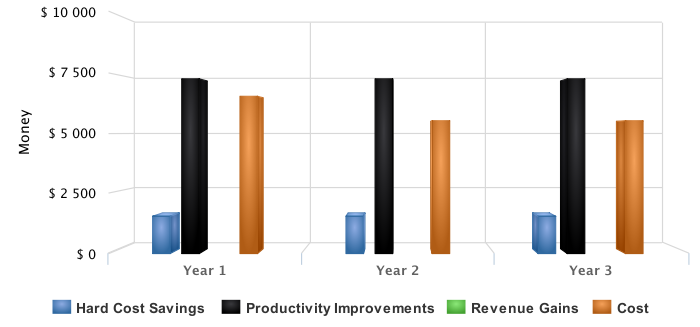 $ 10 000
$ 7 500
$ 5 000
$ 2 500
$ 0
Money
Year 1 Year 2 Year 3
Hard Cost Savings Productivity Improvements Revenue Gains Cost